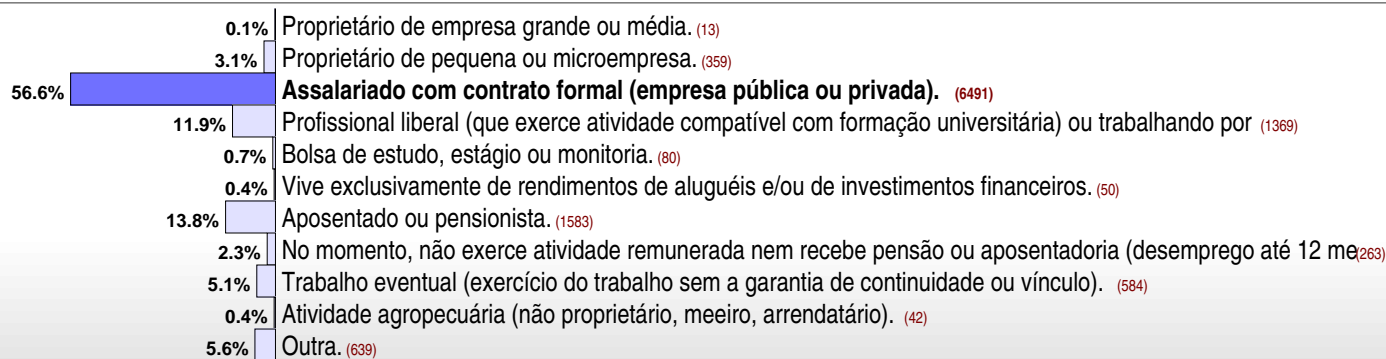 0.1% Proprietário de empresa grande ou média. (13)
3.1% Proprietário de pequena ou microempresa. (359)
56.6% Assalariado com contrato formal (empresa pública ou privada). (6491)
11.9% Profissional liberal (que exerce atividade compatível com formação universitária) ou trabalhando por (1369)
0.7% Bolsa de estudo, estágio ou monitoria. (80)
0.4% Vive exclusivamente de rendimentos de aluguéis e/ou de investimentos financeiros. (50)
13.8% Aposentado ou pensionista. (1583)
2.3% No momento, não exerce atividade remunerada nem recebe pensão ou aposentadoria (desemprego até 12 me(263)
5.1% Trabalho eventual (exercício do trabalho sem a garantia de continuidade ou vínculo). (584)
0.4% Atividade agropecuária (não proprietário, meeiro, arrendatário). (42)
5.6% Outra. (639)